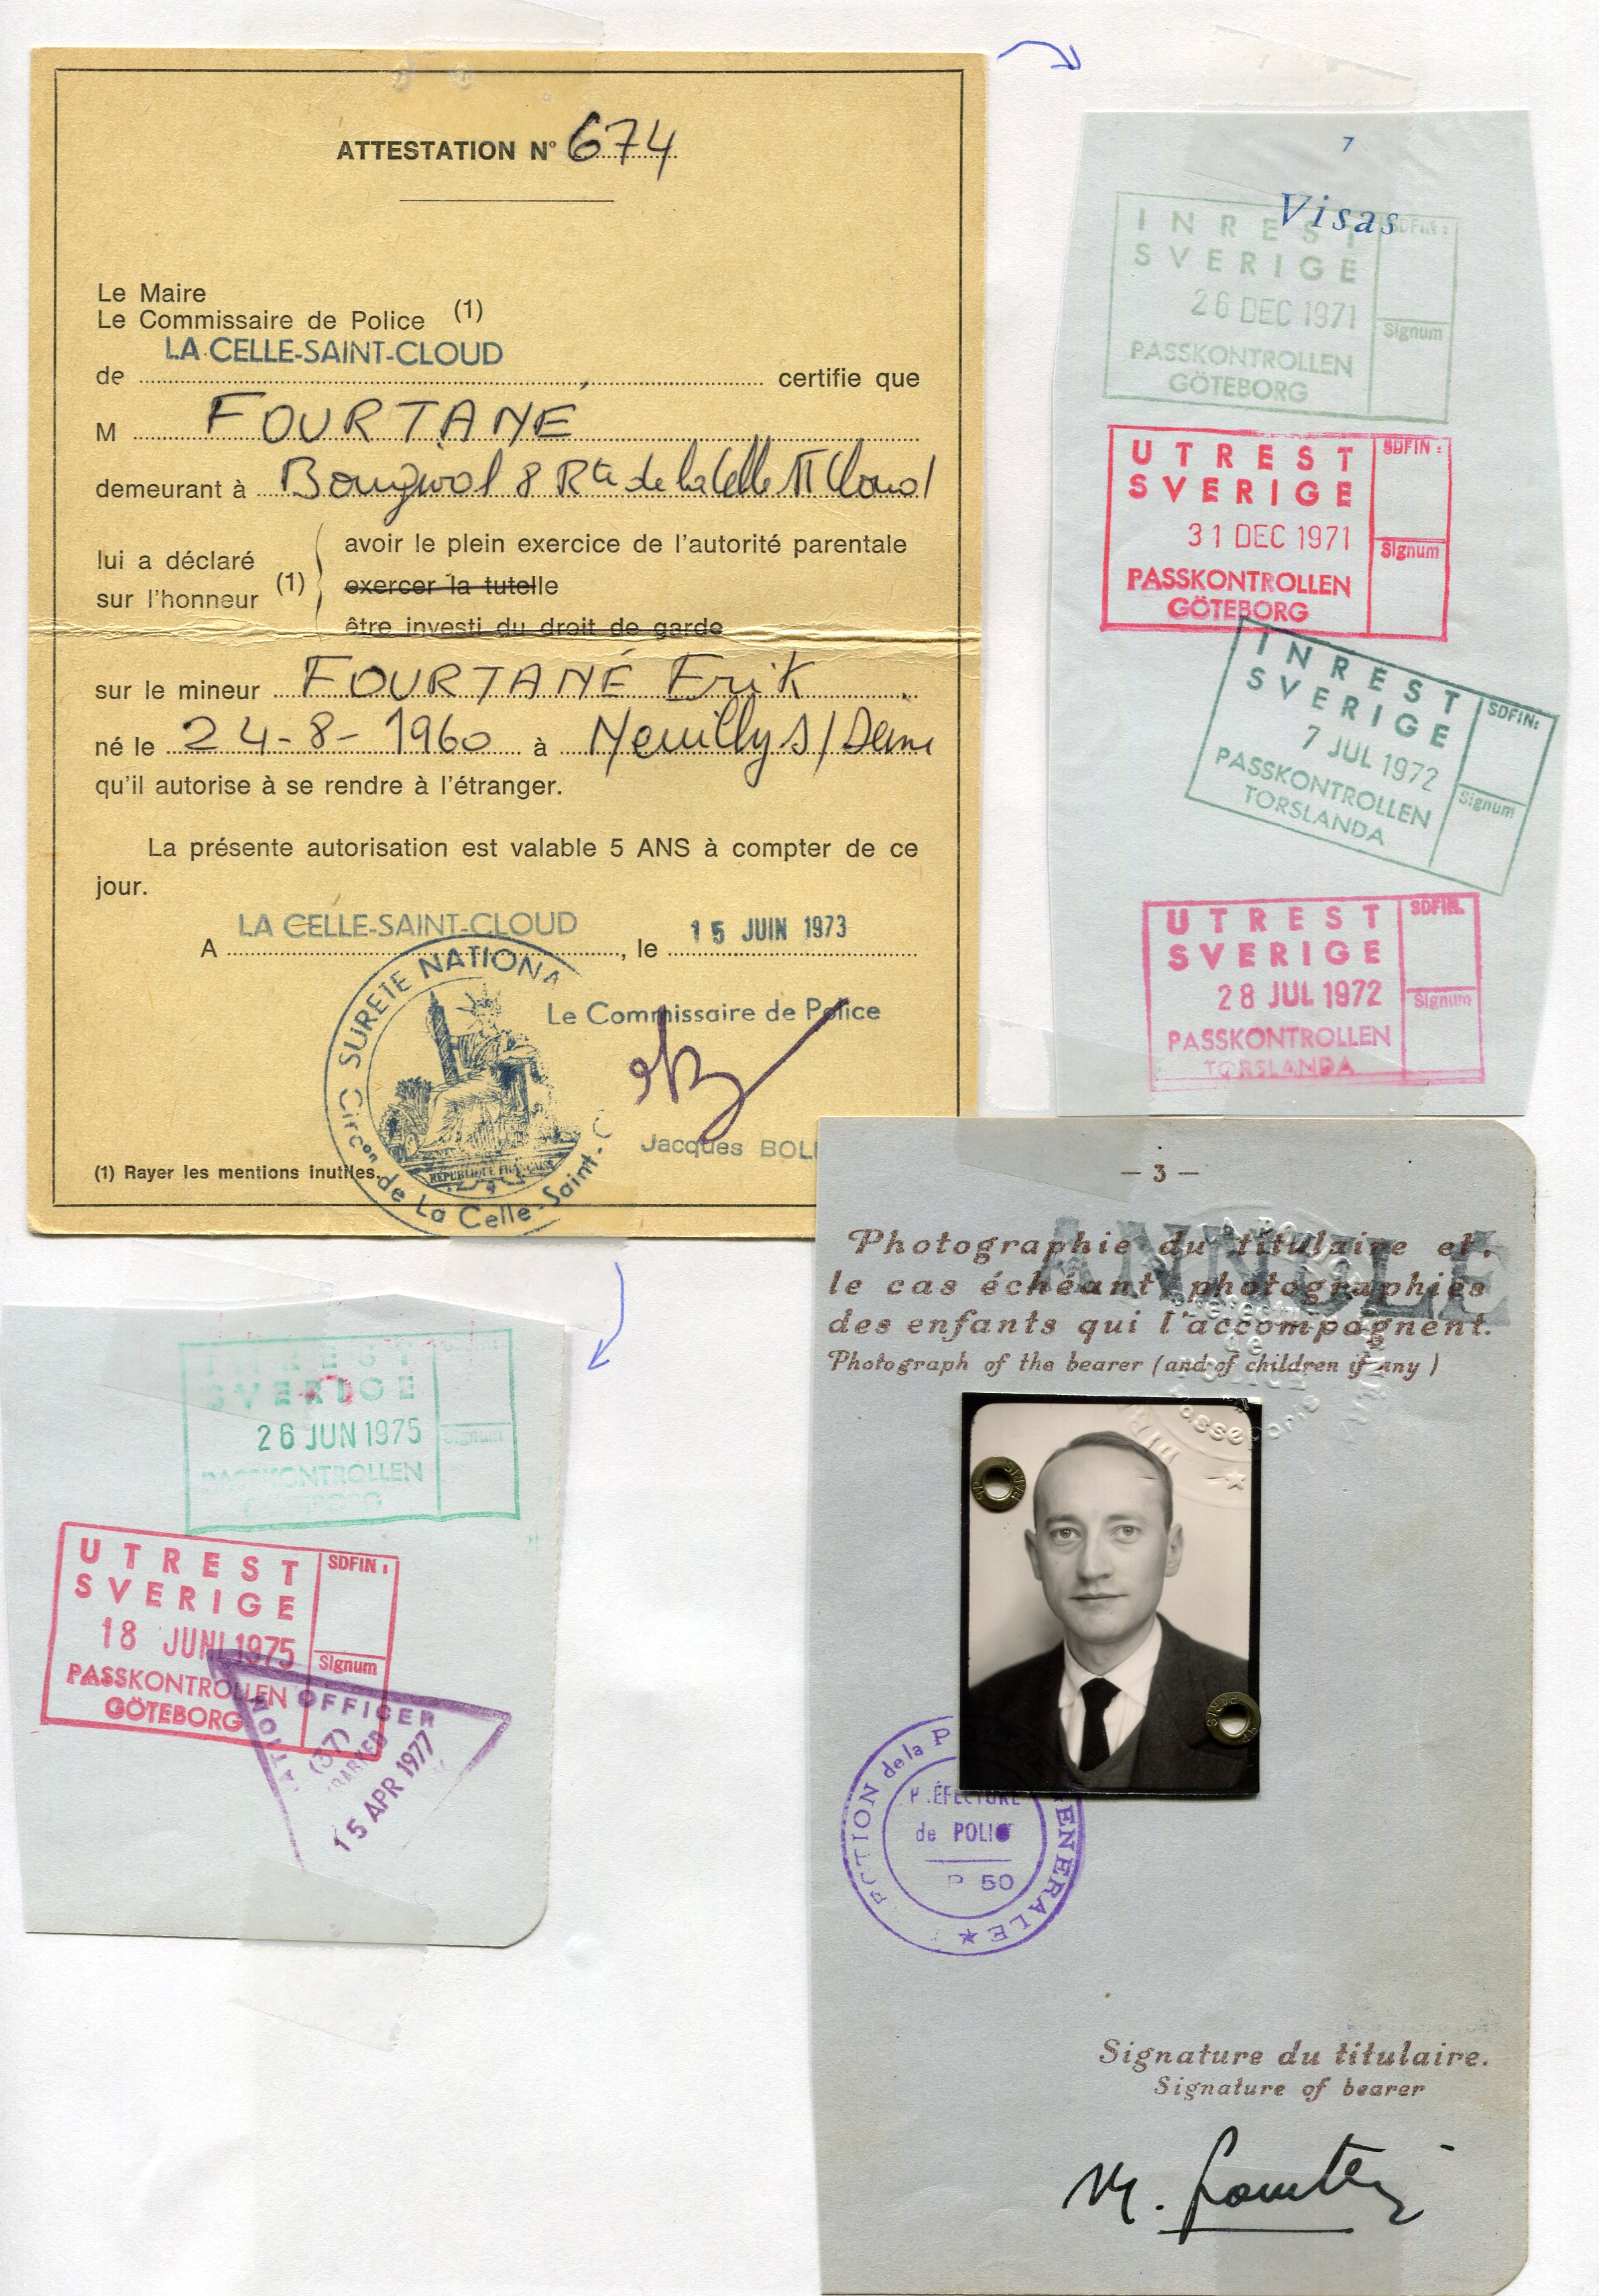 ATTESTATION N° 674
Le Maire
Le Commissaire de Police (1)
LA CELLE-SAINT-CLOUD
de certifie que
M FOURTANÉ
demeurant à Bougival 8 Rte de la Celle St Cloud
lui a déclaré
sur l'honneur (1)
avoir le plein exercice de l'autorité parentale
exercer la tutelle
être investi du droit de garde
sur le mineur FOURTANÉ Erik
né le 24-8-1960 à Neuilly s/Seine
qu'il autorise à se rendre à l'étranger.
La présente autorisation est valable 5 ANS à compter de ce
jour.
A LA CELLE-SAINT-CLOUD, le 15 JUIN 1973
Le Commissaire de Police
Jacques
SURETE NATIONA
Circon de La Celle-Saint-C
REPUBLIQUE FRANÇAISE
(1) Rayer les mentions inutiles.
7
Visas
INREST
SVERIGE
SDFIN:
26 DEC 1971
Signum
PASSKONTROLLEN
GÖTEBORG
UTREST
SVERIGE
SDFIN:
31 DEC 1971
Signum
PASSKONTROLLEN
GÖTEBORG
INREST
SVERIGE
SDFIN:
7 JUL 1972
Signum
PASSKONTROLLEN
TORSLANDA
UTREST
SVERIGE
SDFIN.
28 JUL 1972
Signum
PASSKONTROLLEN
TORSLANDA
INREST
SVERIGE
26 JUN 1975
Signum
PASSKONTROLLEN
UTREST
SVERIGE
SDFIN:
18 JUNI 1975
Signum
PASSKONTROLLEN
GÖTEBORG
ATION OFFICER
(37)
15 APR 1977
— 3 —
ANNULÉ
Photographie du titulaire et,
le cas échéant, photographies
des enfants qui l'accompagnent.
Photograph of the bearer (and of children if any)
PRÉFECTURE
de POLICE
P 50
ENERALE
Signature du titulaire.
Signature of bearer